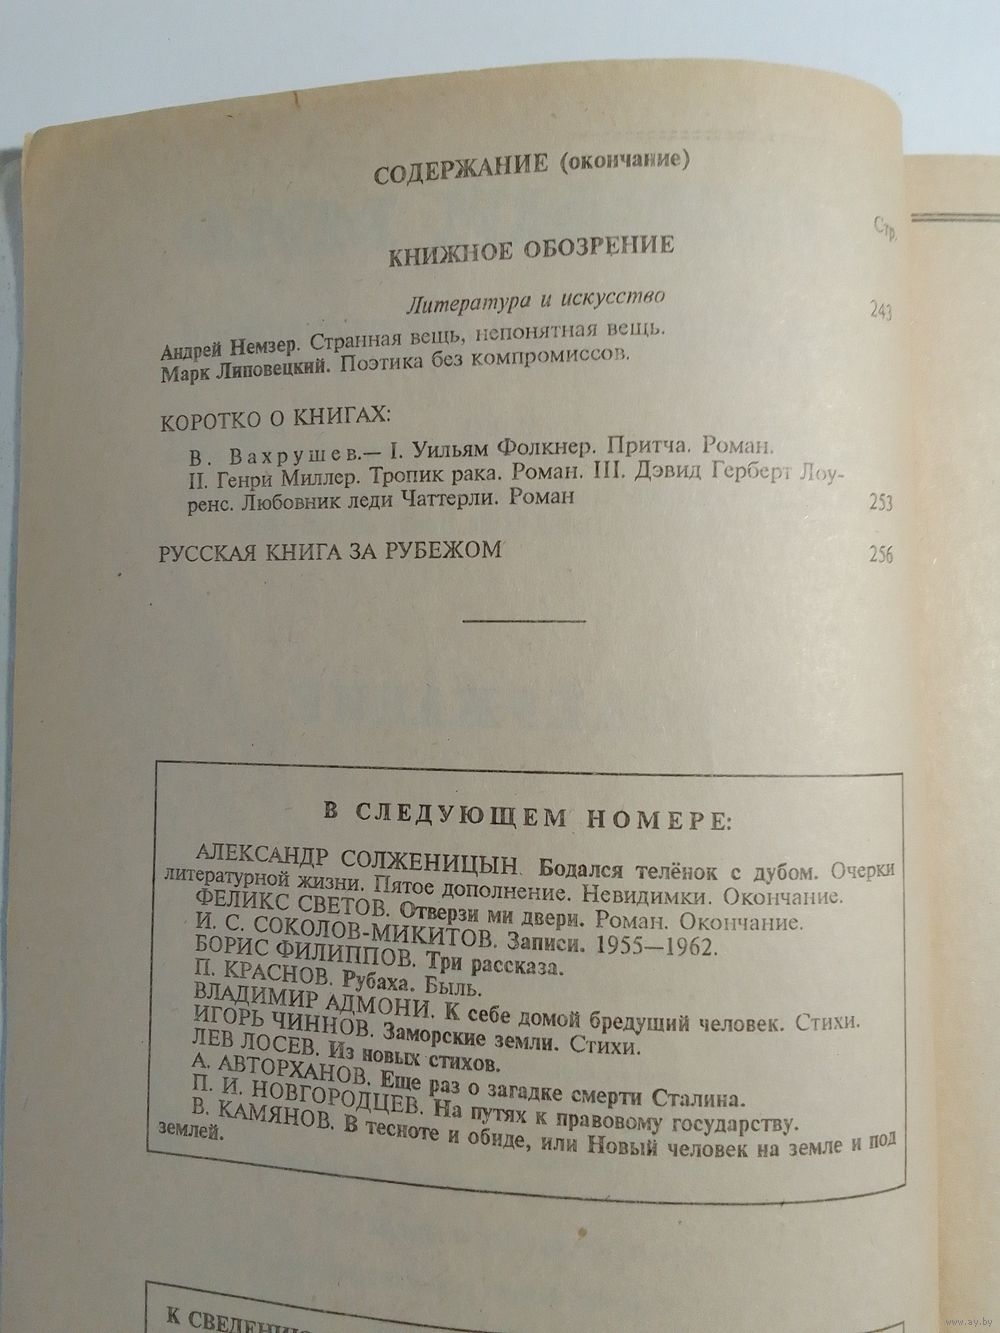 СОДЕРЖАНИЕ (окончание)
Стр.
КНИЖНОЕ ОБОЗРЕНИЕ
Литература и искусство
Андрей Немзер. Странная вещь, непонятная вещь. 243
Марк Липовецкий. Поэтика без компромиссов.
КОРОТКО О КНИГАХ:
В. Вахрушев.— I. Уильям Фолкнер. Притча. Роман.
II. Генри Миллер. Тропик рака. Роман. III. Дэвид Герберт Лоу-
ренс. Любовник леди Чаттерли. Роман 253
РУССКАЯ КНИГА ЗА РУБЕЖОМ 256
В СЛЕДУЮЩЕМ НОМЕРЕ:
АЛЕКСАНДР СОЛЖЕНИЦЫН. Бодался телёнок с дубом. Очерки
литературной жизни. Пятое дополнение. Невидимки. Окончание.
ФЕЛИКС СВЕТОВ. Отверзи ми двери. Роман. Окончание.
И. С. СОКОЛОВ-МИКИТОВ. Записи. 1955—1962.
БОРИС ФИЛИППОВ. Три рассказа.
П. КРАСНОВ. Рубаха. Быль.
ВЛАДИМИР АДМОНИ. К себе домой бредущий человек. Стихи.
ИГОРЬ ЧИННОВ. Заморские земли. Стихи.
ЛЕВ ЛОСЕВ. Из новых стихов.
А. АВТОРХАНОВ. Еще раз о загадке смерти Сталина.
П. И. НОВГОРОДЦЕВ. На путях к правовому государству.
В. КАМЯНОВ. В тесноте и обиде, или Новый человек на земле и под
землей.
К СВЕДЕНИЮ
www.ay.by